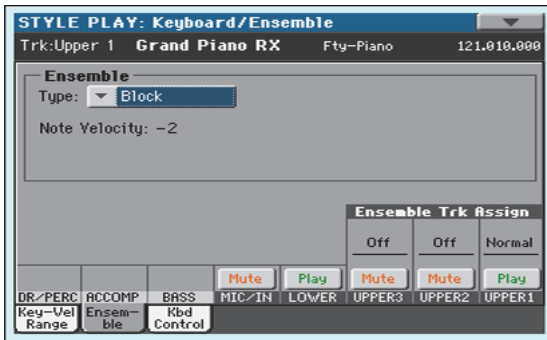 STYLE PLAY: Keyboard/Ensemble
Trk:Upper 1 Grand Piano RX Fty-Piano 121.010.000
Ensemble
Type: Block
Note Velocity: -2
Ensemble Trk Assign
Off Off Normal
Mute Play Mute Mute Play
DR/PERC ACCOMP BASS MIC/IN LOWER UPPER3 UPPER2 UPPER1
Key-Vel Ensem- Kbd
Range ble Control